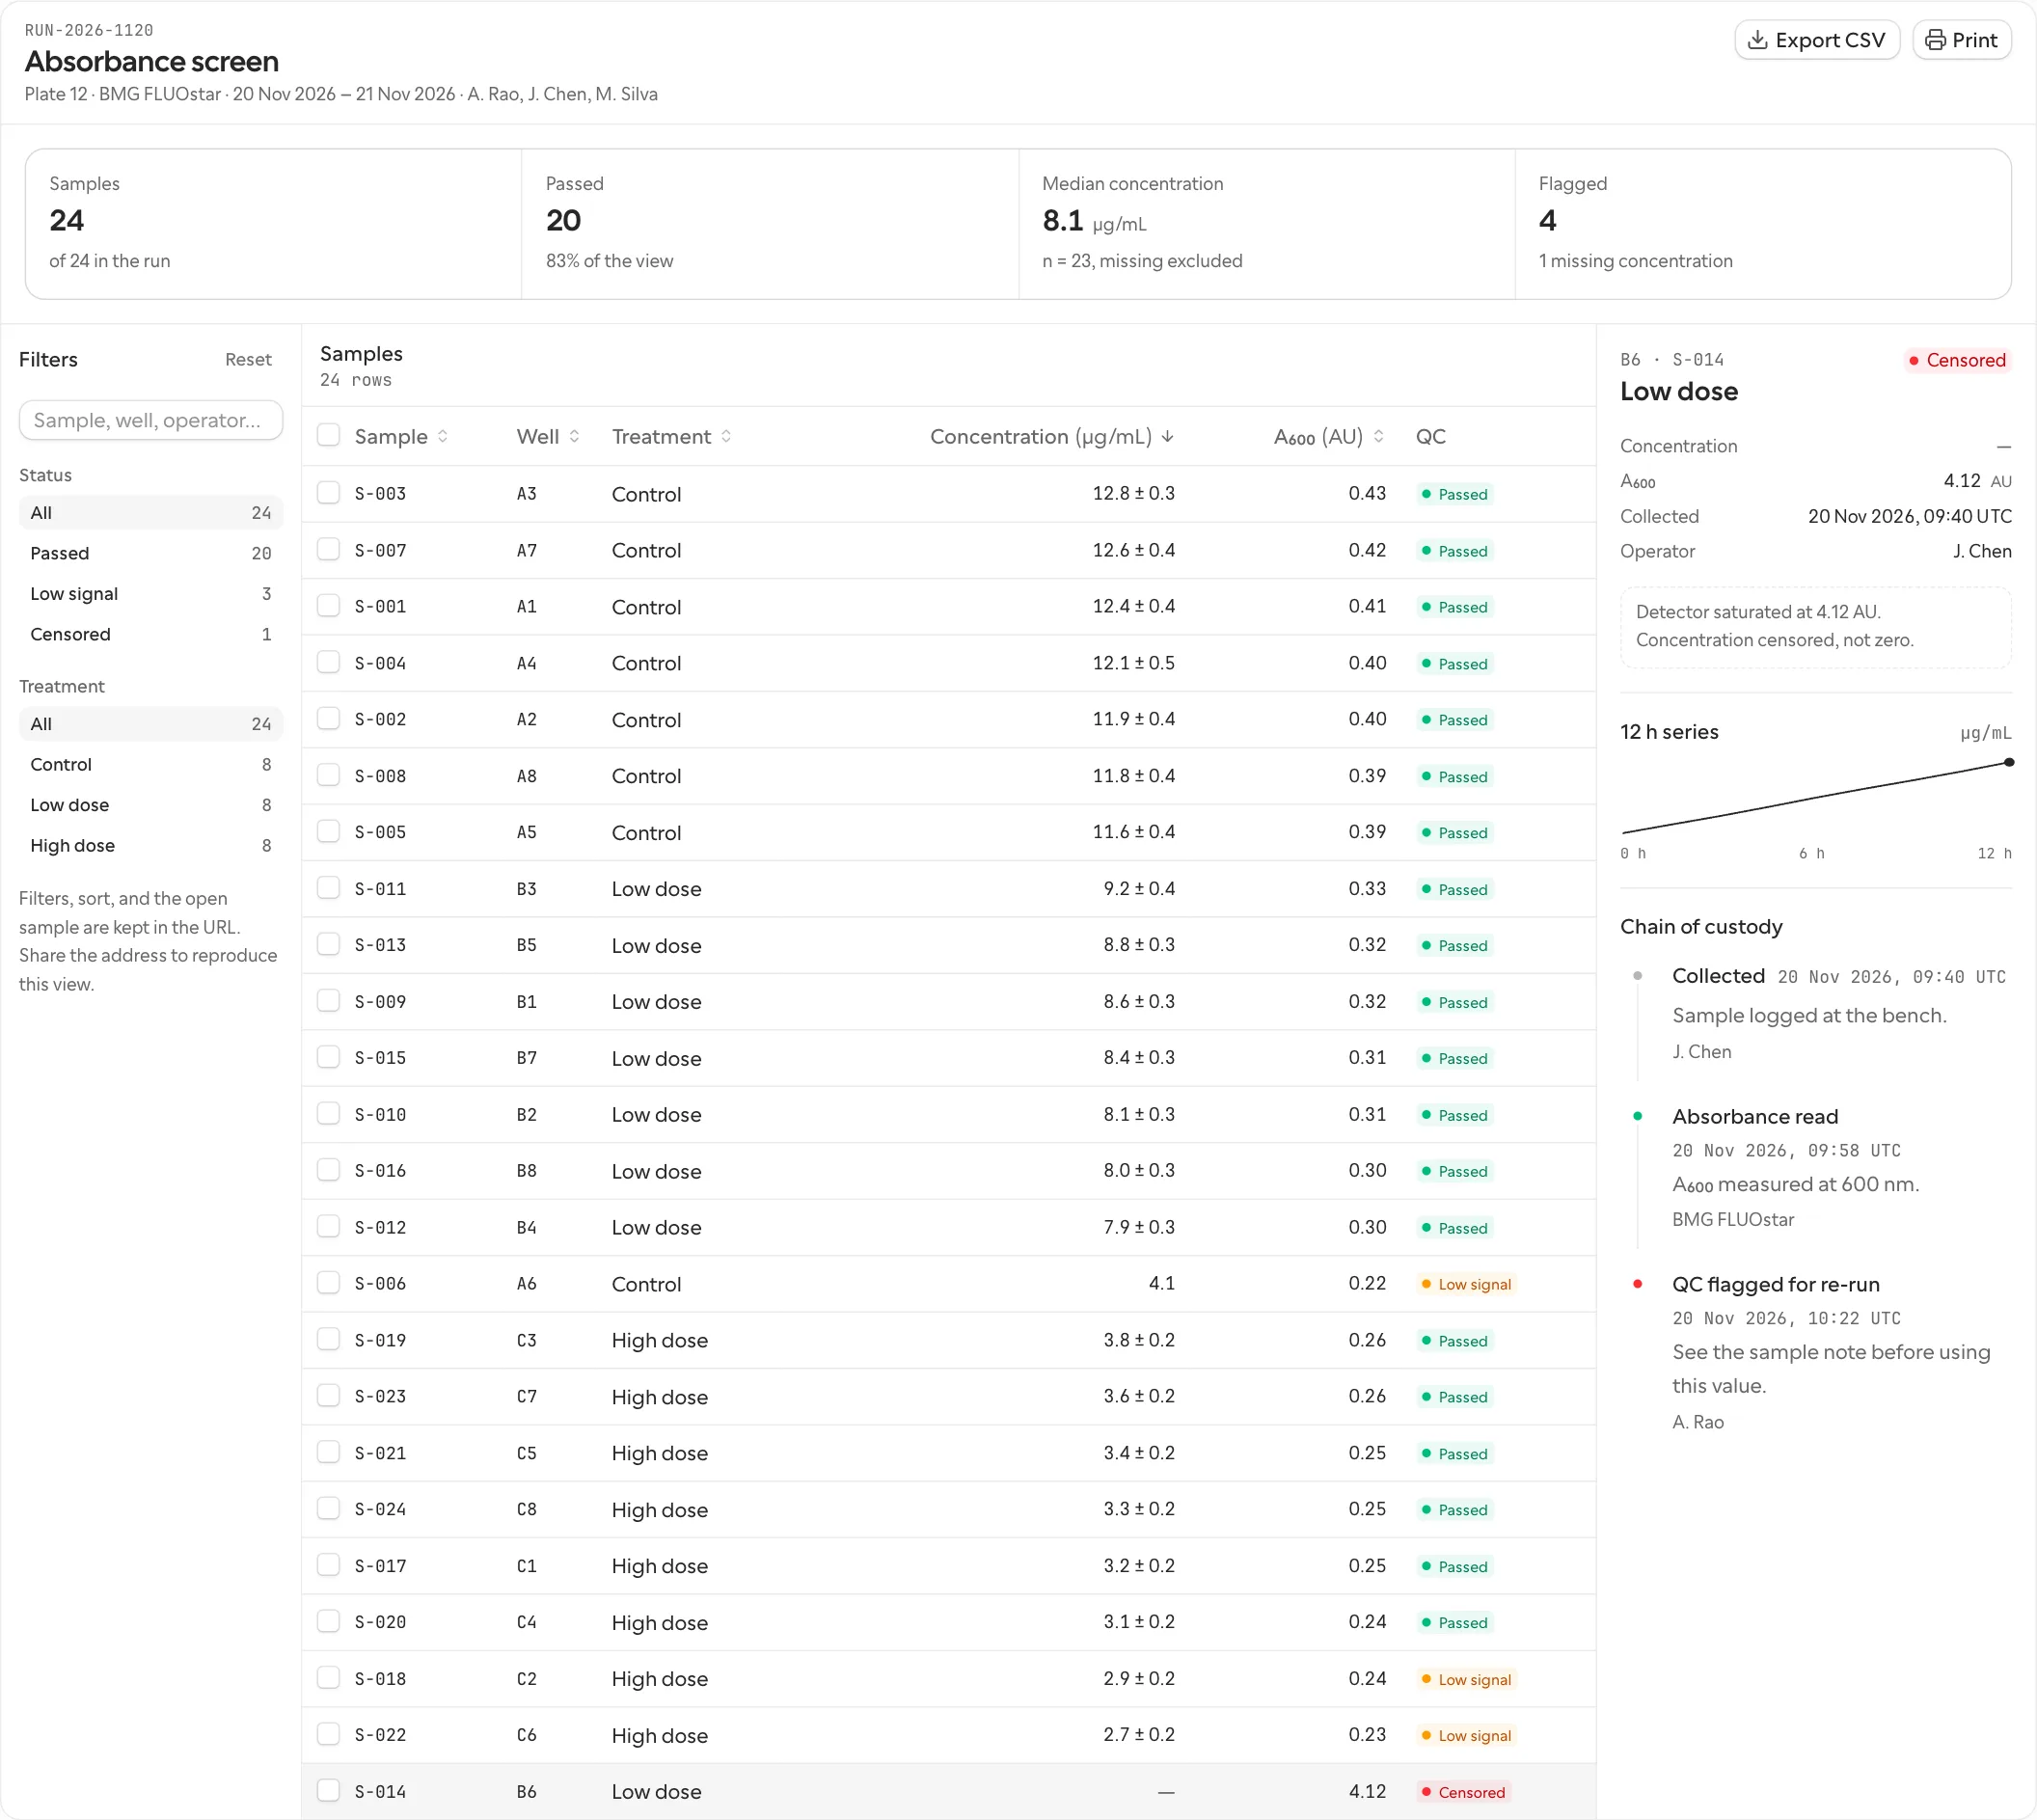 RUN-2026-1120
Absorbance screen
Plate 12 · BMG FLUOstar · 20 Nov 2026 – 21 Nov 2026 · A. Rao, J. Chen, M. Silva
Export CSV
Print
Samples
24
of 24 in the run
Passed
20
83% of the view
Median concentration
8.1 µg/mL
n = 23, missing excluded
Flagged
4
1 missing concentration
Filters
Reset
Sample, well, operator...
Status
All 24
Passed 20
Low signal 3
Censored 1
Treatment
All 24
Control 8
Low dose 8
High dose 8
Filters, sort, and the open
sample are kept in the URL.
Share the address to reproduce
this view.
Samples
24 rows
Sample Well Treatment Concentration (µg/mL) ↓ A₆₀₀ (AU) QC
S-003 A3 Control 12.8 ± 0.3 0.43 Passed
S-007 A7 Control 12.6 ± 0.4 0.42 Passed
S-001 A1 Control 12.4 ± 0.4 0.41 Passed
S-004 A4 Control 12.1 ± 0.5 0.40 Passed
S-002 A2 Control 11.9 ± 0.4 0.40 Passed
S-008 A8 Control 11.8 ± 0.4 0.39 Passed
S-005 A5 Control 11.6 ± 0.4 0.39 Passed
S-011 B3 Low dose 9.2 ± 0.4 0.33 Passed
S-013 B5 Low dose 8.8 ± 0.3 0.32 Passed
S-009 B1 Low dose 8.6 ± 0.3 0.32 Passed
S-015 B7 Low dose 8.4 ± 0.3 0.31 Passed
S-010 B2 Low dose 8.1 ± 0.3 0.31 Passed
S-016 B8 Low dose 8.0 ± 0.3 0.30 Passed
S-012 B4 Low dose 7.9 ± 0.3 0.30 Passed
S-006 A6 Control 4.1 0.22 Low signal
S-019 C3 High dose 3.8 ± 0.2 0.26 Passed
S-023 C7 High dose 3.6 ± 0.2 0.26 Passed
S-021 C5 High dose 3.4 ± 0.2 0.25 Passed
S-024 C8 High dose 3.3 ± 0.2 0.25 Passed
S-017 C1 High dose 3.2 ± 0.2 0.25 Passed
S-020 C4 High dose 3.1 ± 0.2 0.24 Passed
S-018 C2 High dose 2.9 ± 0.2 0.24 Low signal
S-022 C6 High dose 2.7 ± 0.2 0.23 Low signal
S-014 B6 Low dose — 4.12 Censored
B6 · S-014
Censored
Low dose
Concentration —
A₆₀₀ 4.12 AU
Collected 20 Nov 2026, 09:40 UTC
Operator J. Chen
Detector saturated at 4.12 AU.
Concentration censored, not zero.
12 h series µg/mL
0 h 6 h 12 h
Chain of custody
Collected 20 Nov 2026, 09:40 UTC
Sample logged at the bench.
J. Chen
Absorbance read
20 Nov 2026, 09:58 UTC
A₆₀₀ measured at 600 nm.
BMG FLUOstar
QC flagged for re-run
20 Nov 2026, 10:22 UTC
See the sample note before using
this value.
A. Rao